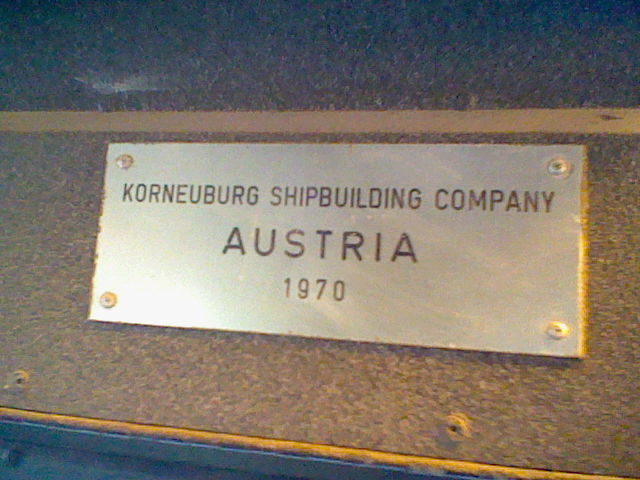 KORNEUBURG SHIPBUILDING COMPANY
AUSTRIA
1970